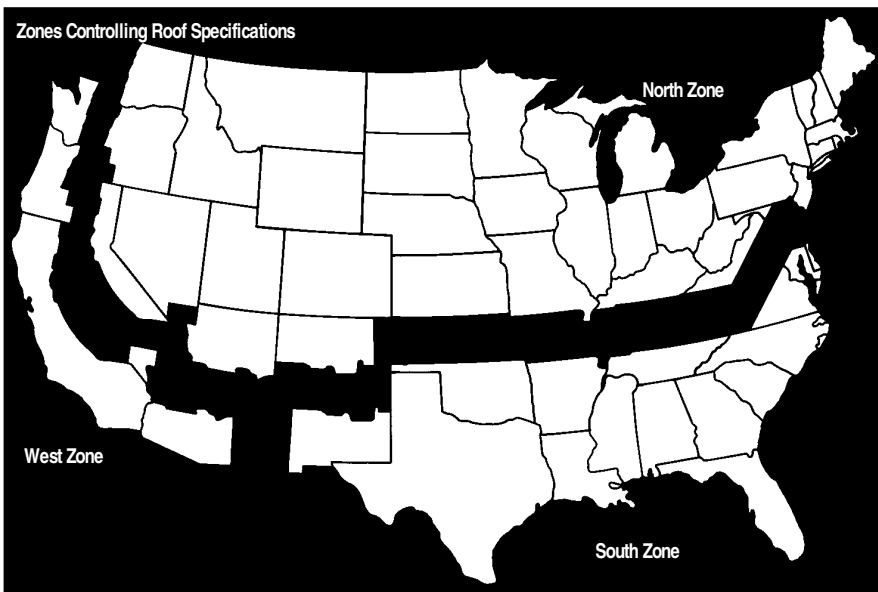 Zones Controlling Roof Specifications
North Zone
West Zone
South Zone